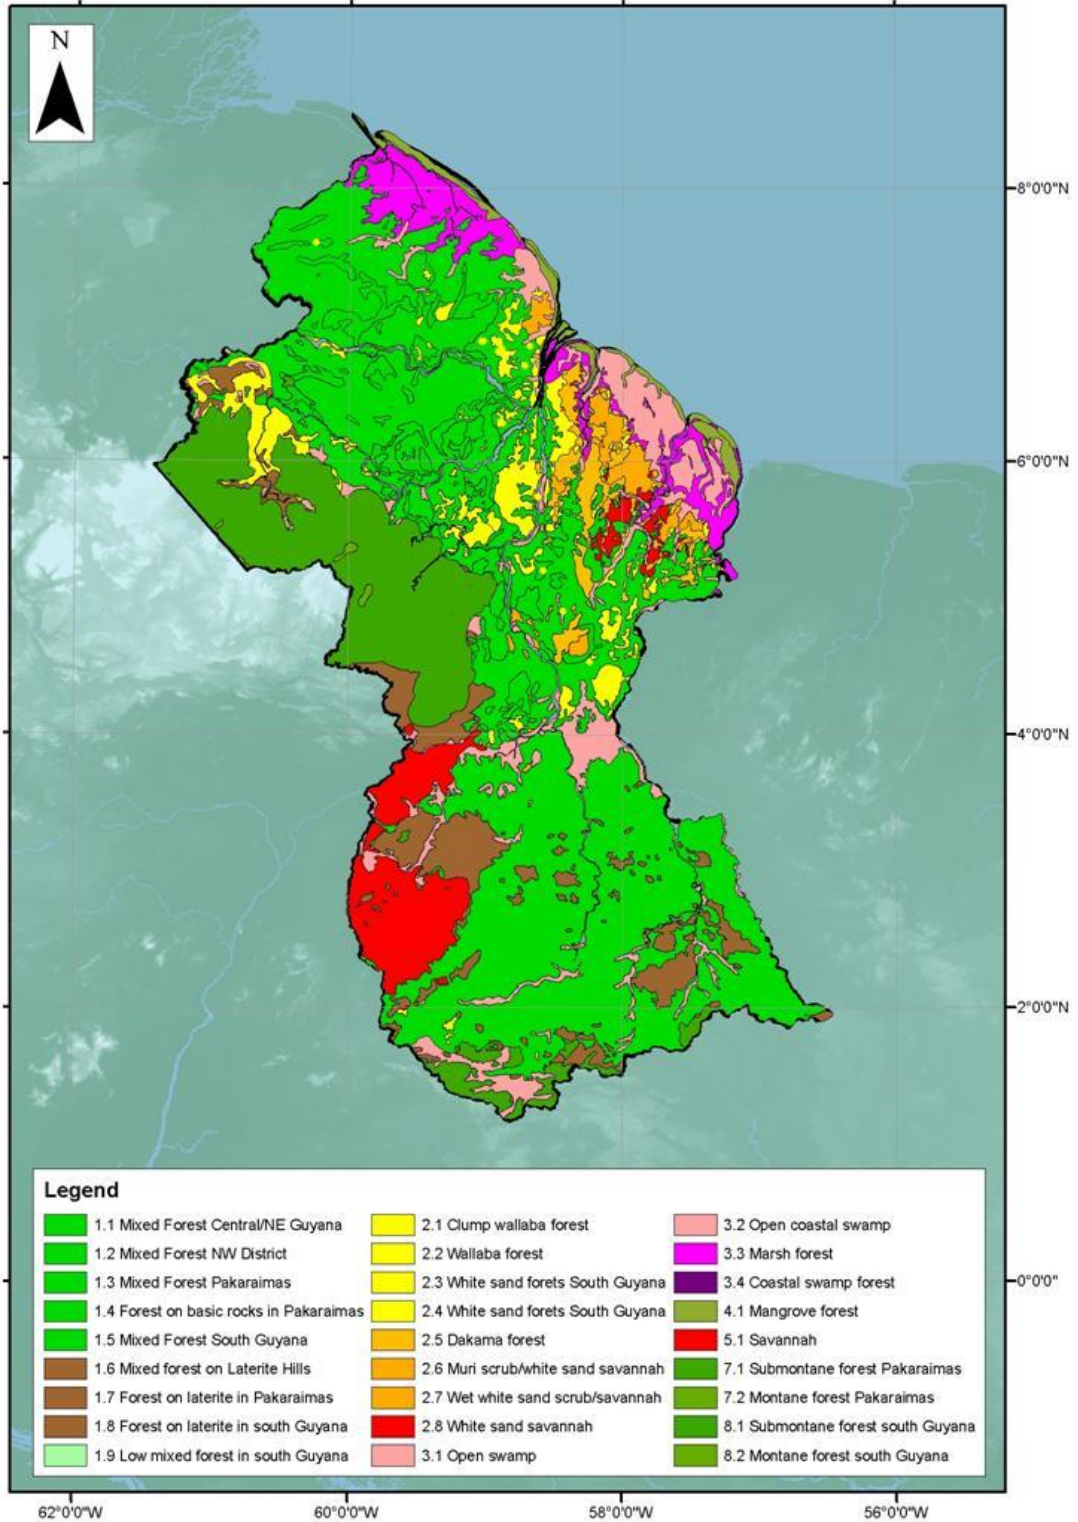 N
8°0'0"N
6°0'0"N
4°0'0"N
2°0'0"N
0°0'0"
Legend
1.1 Mixed Forest Central/NE Guyana
1.2 Mixed Forest NW District
1.3 Mixed Forest Pakaraimas
1.4 Forest on basic rocks in Pakaraimas
1.5 Mixed Forest South Guyana
1.6 Mixed forest on Laterite Hills
1.7 Forest on laterite in Pakaraimas
1.8 Forest on laterite in south Guyana
1.9 Low mixed forest in south Guyana
2.1 Clump wallaba forest
2.2 Wallaba forest
2.3 White sand forets South Guyana
2.4 White sand forets South Guyana
2.5 Dakama forest
2.6 Muri scrub/white sand savannah
2.7 Wet white sand scrub/savannah
2.8 White sand savannah
3.1 Open swamp
3.2 Open coastal swamp
3.3 Marsh forest
3.4 Coastal swamp forest
4.1 Mangrove forest
5.1 Savannah
7.1 Submontane forest Pakaraimas
7.2 Montane forest Pakaraimas
8.1 Submontane forest south Guyana
8.2 Montane forest south Guyana
62°0'0"W
60°0'0"W
58°0'0"W
56°0'0"W